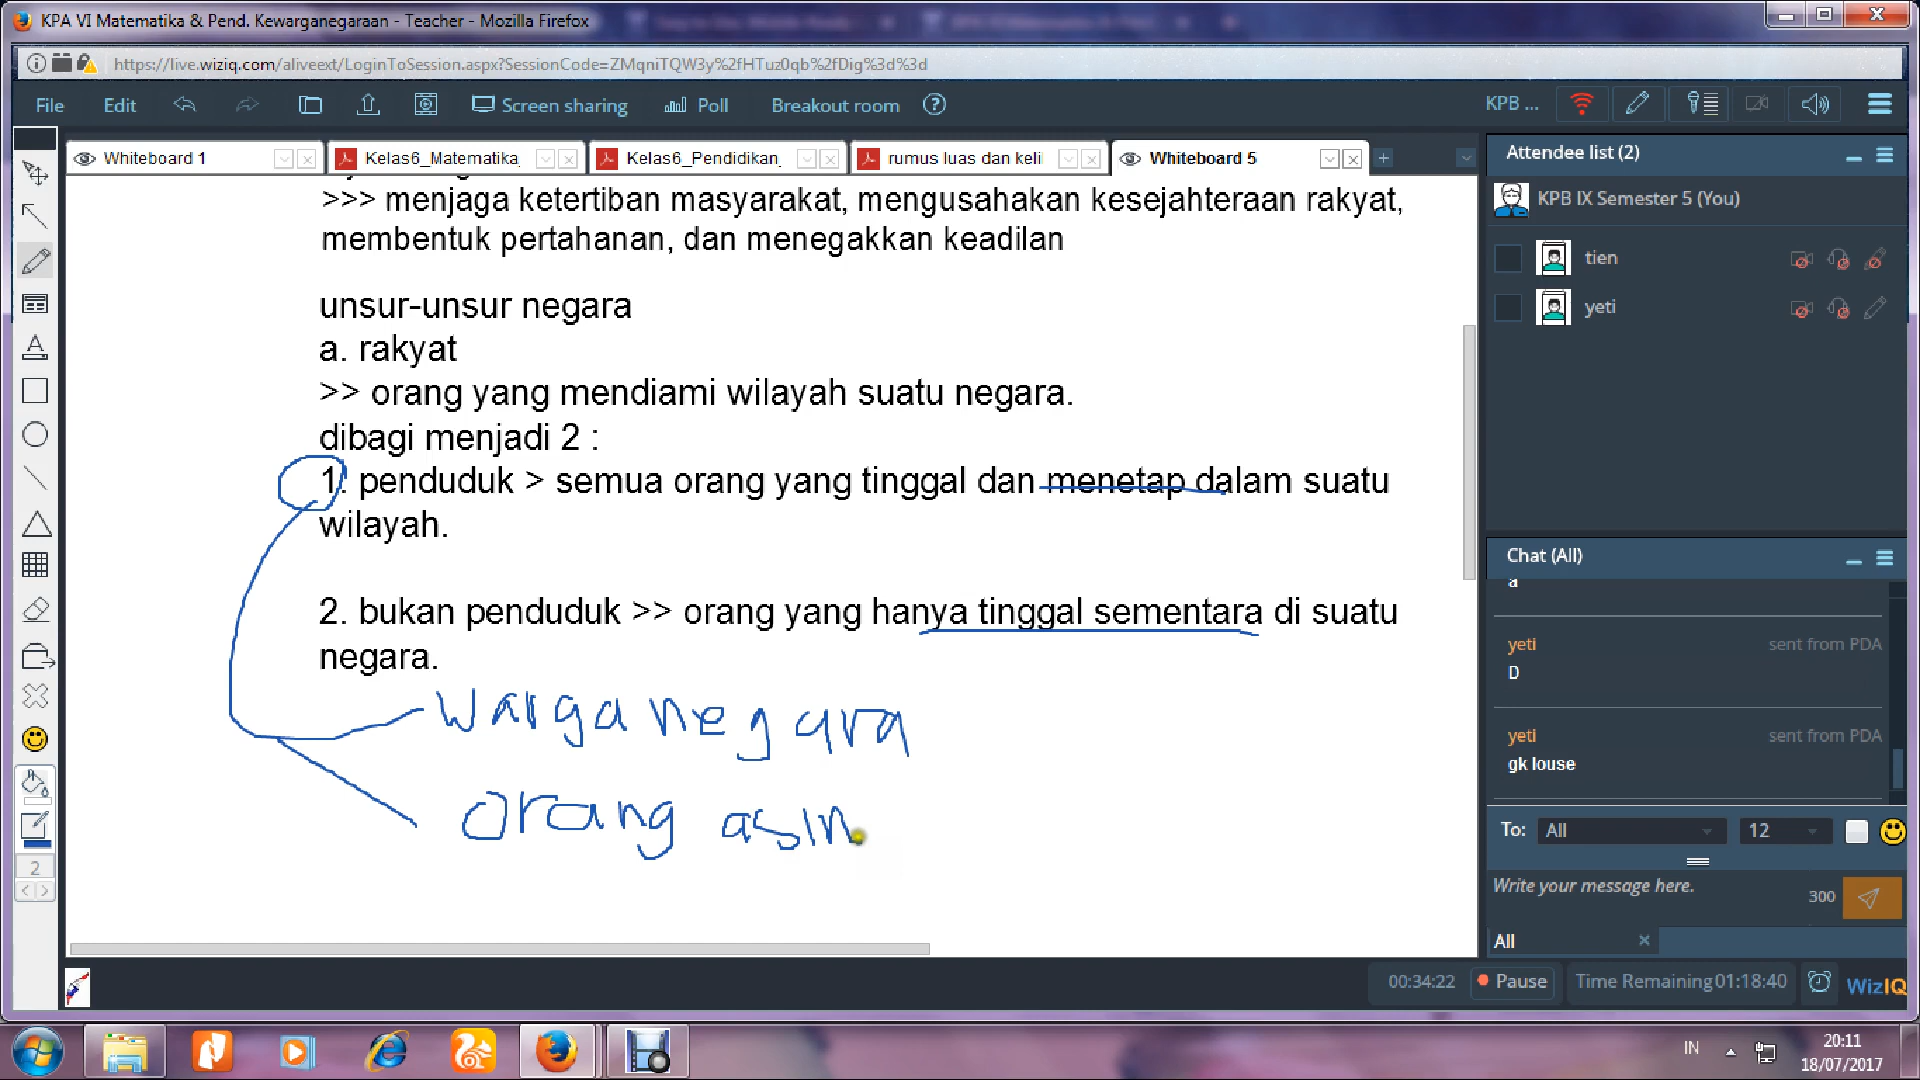 KPA VI Matematika & Pend. Kewarganegaraan - Teacher - Mozilla Firefox
https://live.wiziq.com/aliveext/LoginToSession.aspx?SessionCode=ZMqniTQW3y%2fHTuz0qb%2fDig%3d%3d
File Edit Screen sharing Poll Breakout room ? KPB ...
Whiteboard 1 Kelas6_Matematika_ Kelas6_Pendidikan_ rumus luas dan keli Whiteboard 5 +
>>> menjaga ketertiban masyarakat, mengusahakan kesejahteraan rakyat,
membentuk pertahanan, dan menegakkan keadilan
unsur-unsur negara
a. rakyat
>> orang yang mendiami wilayah suatu negara.
dibagi menjadi 2 :
1. penduduk > semua orang yang tinggal dan menetap dalam suatu
wilayah.
2. bukan penduduk >> orang yang hanya tinggal sementara di suatu
negara.
warga negara
orang asin
2
Attendee list (2)
KPB IX Semester 5 (You)
tien
yeti
Chat (All)
a
yeti sent from PDA
D
yeti sent from PDA
gk louse
To: All 12
Write your message here. 300
All
00:34:22 Pause Time Remaining 01:18:40 WizIQ
IN 20:11
18/07/2017